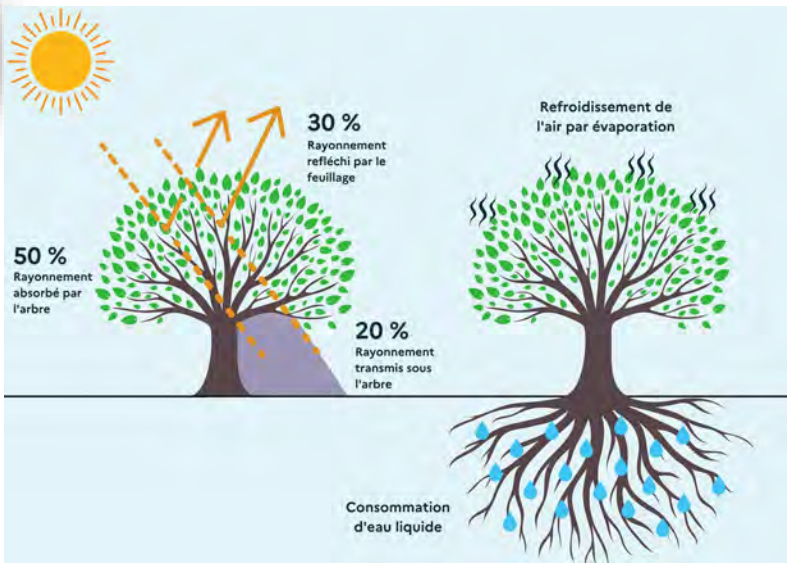 30 %
Rayonnement
refléchi par le
feuillage
50 %
Rayonnement
absorbé par
l'arbre
20 %
Rayonnement
transmis sous
l'arbre
Refroidissement de
l'air par évaporation
Consommation
d'eau liquide